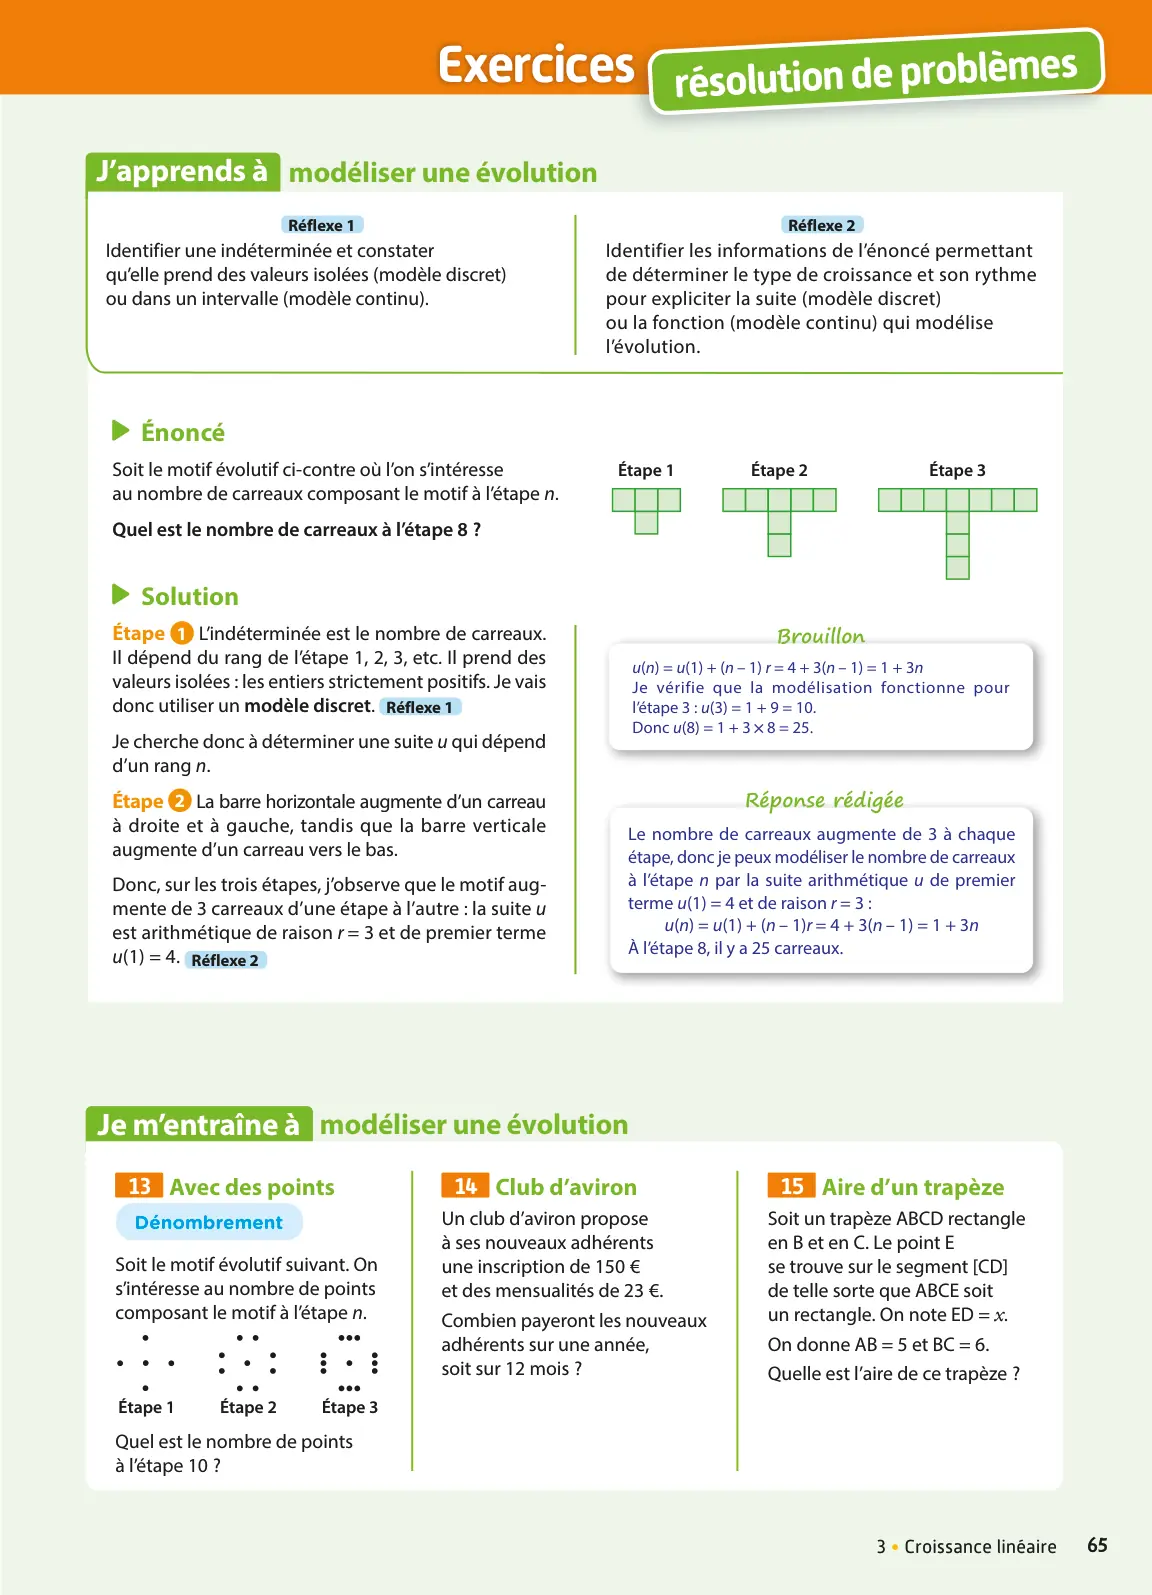 Exercices résolution de problèmes
J'apprends à modéliser une évolution
Réflexe 1
Identifier une indéterminée et constater
qu'elle prend des valeurs isolées (modèle discret)
ou dans un intervalle (modèle continu).
Réflexe 2
Identifier les informations de l'énoncé permettant
de déterminer le type de croissance et son rythme
pour expliciter la suite (modèle discret)
ou la fonction (modèle continu) qui modélise
l'évolution.
Énoncé
Soit le motif évolutif ci-contre où l'on s'intéresse
au nombre de carreaux composant le motif à l'étape n.
Quel est le nombre de carreaux à l'étape 8 ?
Étape 1 Étape 2 Étape 3
Solution
Étape 1 L'indéterminée est le nombre de carreaux.
Il dépend du rang de l'étape 1, 2, 3, etc. Il prend des
valeurs isolées : les entiers strictement positifs. Je vais
donc utiliser un modèle discret. Réflexe 1
Je cherche donc à déterminer une suite u qui dépend
d'un rang n.
Étape 2 La barre horizontale augmente d'un carreau
à droite et à gauche, tandis que la barre verticale
augmente d'un carreau vers le bas.
Donc, sur les trois étapes, j'observe que le motif aug-
mente de 3 carreaux d'une étape à l'autre : la suite u
est arithmétique de raison r = 3 et de premier terme
u(1) = 4. Réflexe 2
Brouillon
u(n) = u(1) + (n – 1) r = 4 + 3(n – 1) = 1 + 3n
Je vérifie que la modélisation fonctionne pour
l'étape 3 : u(3) = 1 + 9 = 10.
Donc u(8) = 1 + 3 × 8 = 25.
Réponse rédigée
Le nombre de carreaux augmente de 3 à chaque
étape, donc je peux modéliser le nombre de carreaux
à l'étape n par la suite arithmétique u de premier
terme u(1) = 4 et de raison r = 3 :
u(n) = u(1) + (n – 1)r = 4 + 3(n – 1) = 1 + 3n
À l'étape 8, il y a 25 carreaux.
Je m'entraîne à modéliser une évolution
13 Avec des points
Dénombrement
Soit le motif évolutif suivant. On
s'intéresse au nombre de points
composant le motif à l'étape n.
Étape 1 Étape 2 Étape 3
Quel est le nombre de points
à l'étape 10 ?
14 Club d'aviron
Un club d'aviron propose
à ses nouveaux adhérents
une inscription de 150 €
et des mensualités de 23 €.
Combien payeront les nouveaux
adhérents sur une année,
soit sur 12 mois ?
15 Aire d'un trapèze
Soit un trapèze ABCD rectangle
en B et en C. Le point E
se trouve sur le segment [CD]
de telle sorte que ABCE soit
un rectangle. On note ED = x.
On donne AB = 5 et BC = 6.
Quelle est l'aire de ce trapèze ?
3 • Croissance linéaire 65